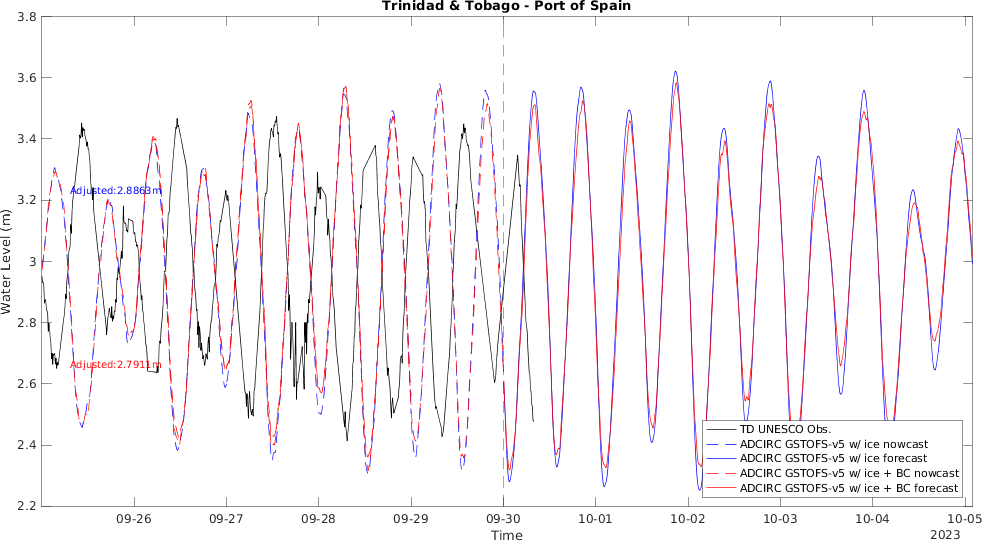 Trinidad & Tobago - Port of Spain
3.8
3.6
3.4
3.2
3
2.8
2.6
2.4
2.2
Water Level (m)
Adjusted:2.8863m
Adjusted:2.7911m
TD UNESCO Obs.
ADCIRC GSTOFS-v5 w/ ice nowcast
ADCIRC GSTOFS-v5 w/ ice forecast
ADCIRC GSTOFS-v5 w/ ice + BC nowcast
ADCIRC GSTOFS-v5 w/ ice + BC forecast
09-26 09-27 09-28 09-29 09-30 10-01 10-02 10-03 10-04 10-05
Time
2023